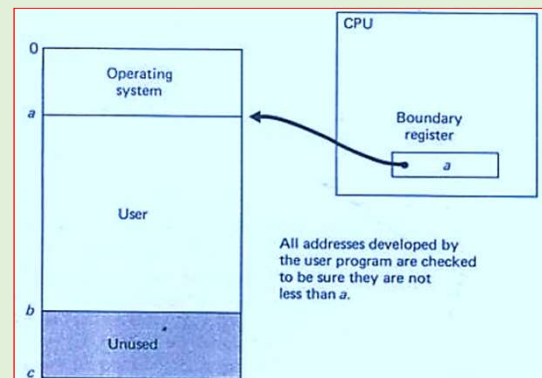 CPU
0
Operating
system
a
Boundary
register
a
User
All addresses developed by
the user program are checked
to be sure they are not
less than a.
b
Unused
c